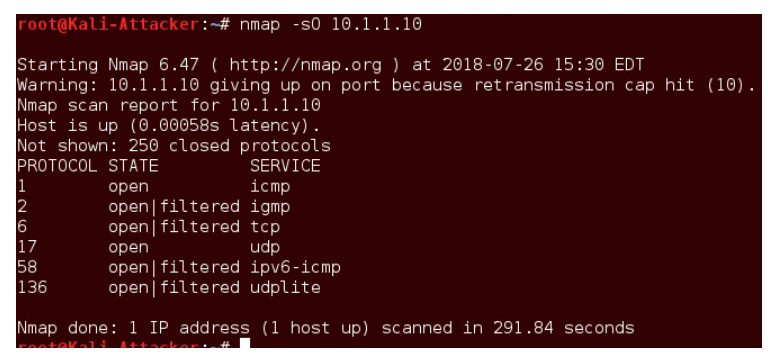 root@Kali-Attacker:~# nmap -sO 10.1.1.10
Starting Nmap 6.47 ( http://nmap.org ) at 2018-07-26 15:30 EDT
Warning: 10.1.1.10 giving up on port because retransmission cap hit (10).
Nmap scan report for 10.1.1.10
Host is up (0.00058s latency).
Not shown: 250 closed protocols
PROTOCOL STATE         SERVICE
1        open          icmp
2        open|filtered igmp
6        open|filtered tcp
17       open          udp
58       open|filtered ipv6-icmp
136      open|filtered udplite
Nmap done: 1 IP address (1 host up) scanned in 291.84 seconds
root@Kali-Attacker:~#